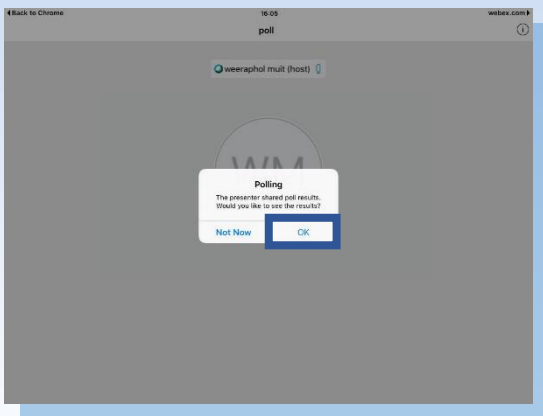 Back to Chrome 16:05 webex.com
poll
weeraphol muit (host)
WM
Polling
The presenter shared poll results.
Would you like to see the results?
Not Now OK